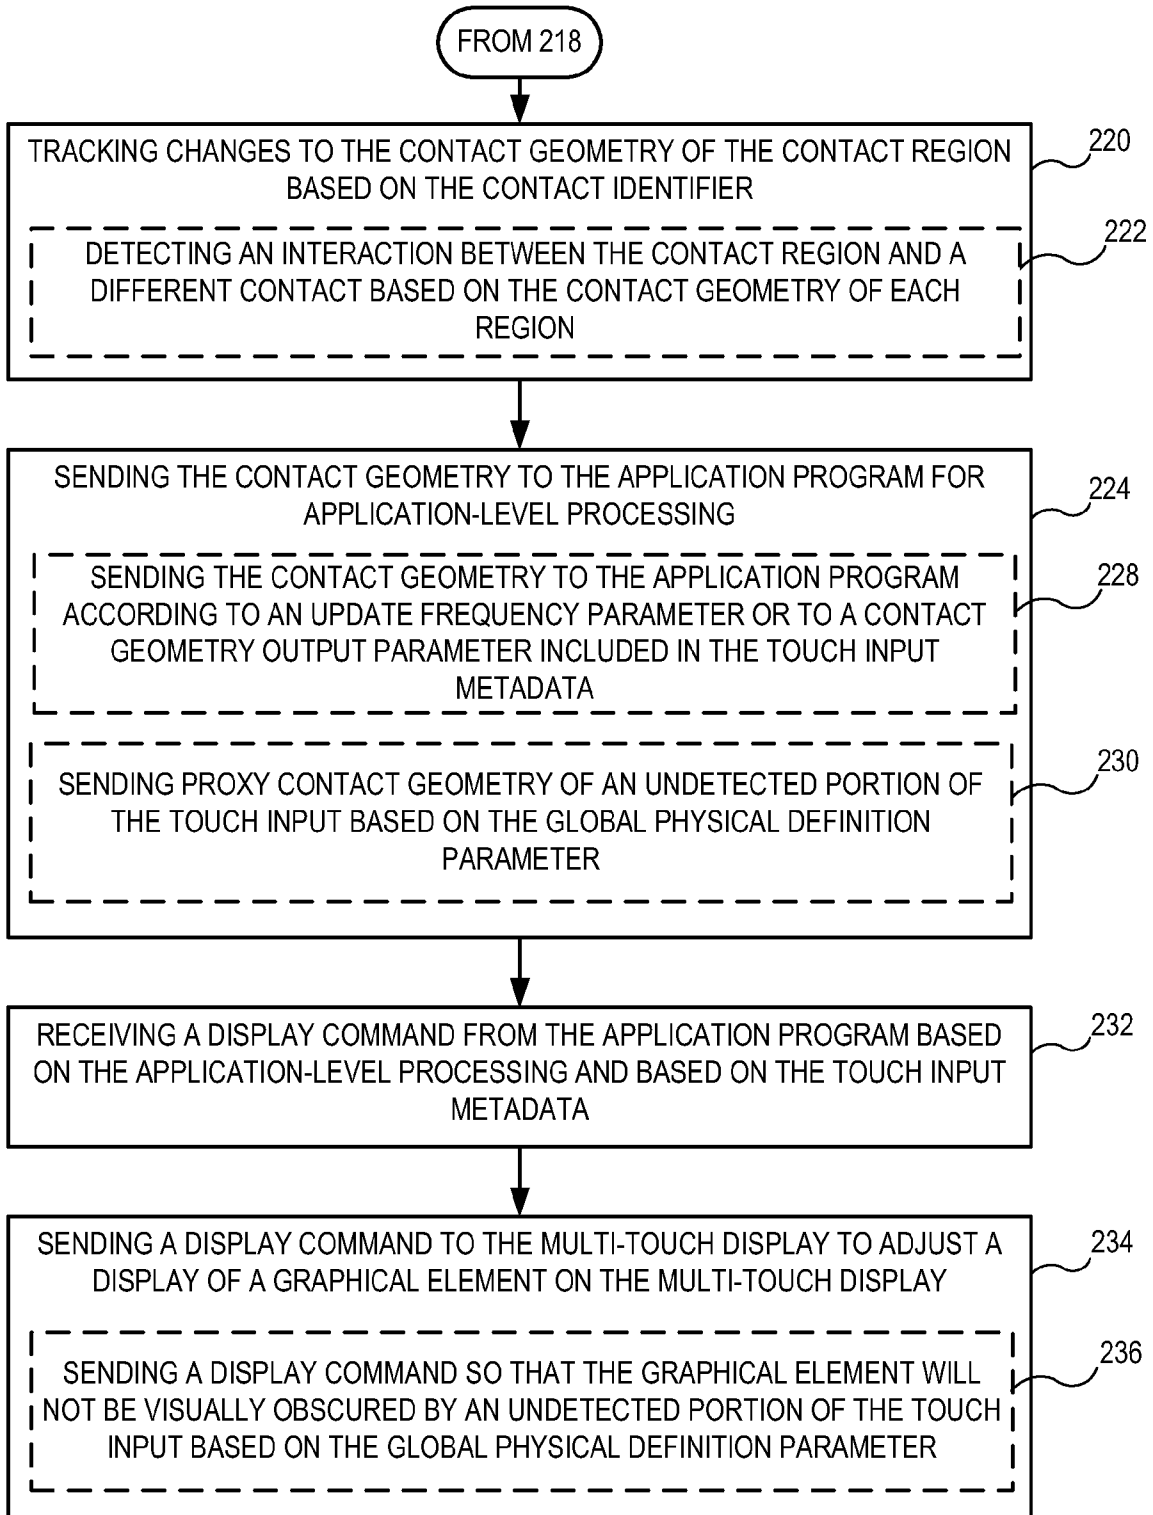 FROM 218
TRACKING CHANGES TO THE CONTACT GEOMETRY OF THE CONTACT REGION
BASED ON THE CONTACT IDENTIFIER
220
DETECTING AN INTERACTION BETWEEN THE CONTACT REGION AND A
DIFFERENT CONTACT BASED ON THE CONTACT GEOMETRY OF EACH
REGION
222
SENDING THE CONTACT GEOMETRY TO THE APPLICATION PROGRAM FOR
APPLICATION-LEVEL PROCESSING
224
SENDING THE CONTACT GEOMETRY TO THE APPLICATION PROGRAM
ACCORDING TO AN UPDATE FREQUENCY PARAMETER OR TO A CONTACT
GEOMETRY OUTPUT PARAMETER INCLUDED IN THE TOUCH INPUT
METADATA
228
SENDING PROXY CONTACT GEOMETRY OF AN UNDETECTED PORTION OF
THE TOUCH INPUT BASED ON THE GLOBAL PHYSICAL DEFINITION
PARAMETER
230
RECEIVING A DISPLAY COMMAND FROM THE APPLICATION PROGRAM BASED
ON THE APPLICATION-LEVEL PROCESSING AND BASED ON THE TOUCH INPUT
METADATA
232
SENDING A DISPLAY COMMAND TO THE MULTI-TOUCH DISPLAY TO ADJUST A
DISPLAY OF A GRAPHICAL ELEMENT ON THE MULTI-TOUCH DISPLAY
234
SENDING A DISPLAY COMMAND SO THAT THE GRAPHICAL ELEMENT WILL
NOT BE VISUALLY OBSCURED BY AN UNDETECTED PORTION OF THE TOUCH
INPUT BASED ON THE GLOBAL PHYSICAL DEFINITION PARAMETER
236